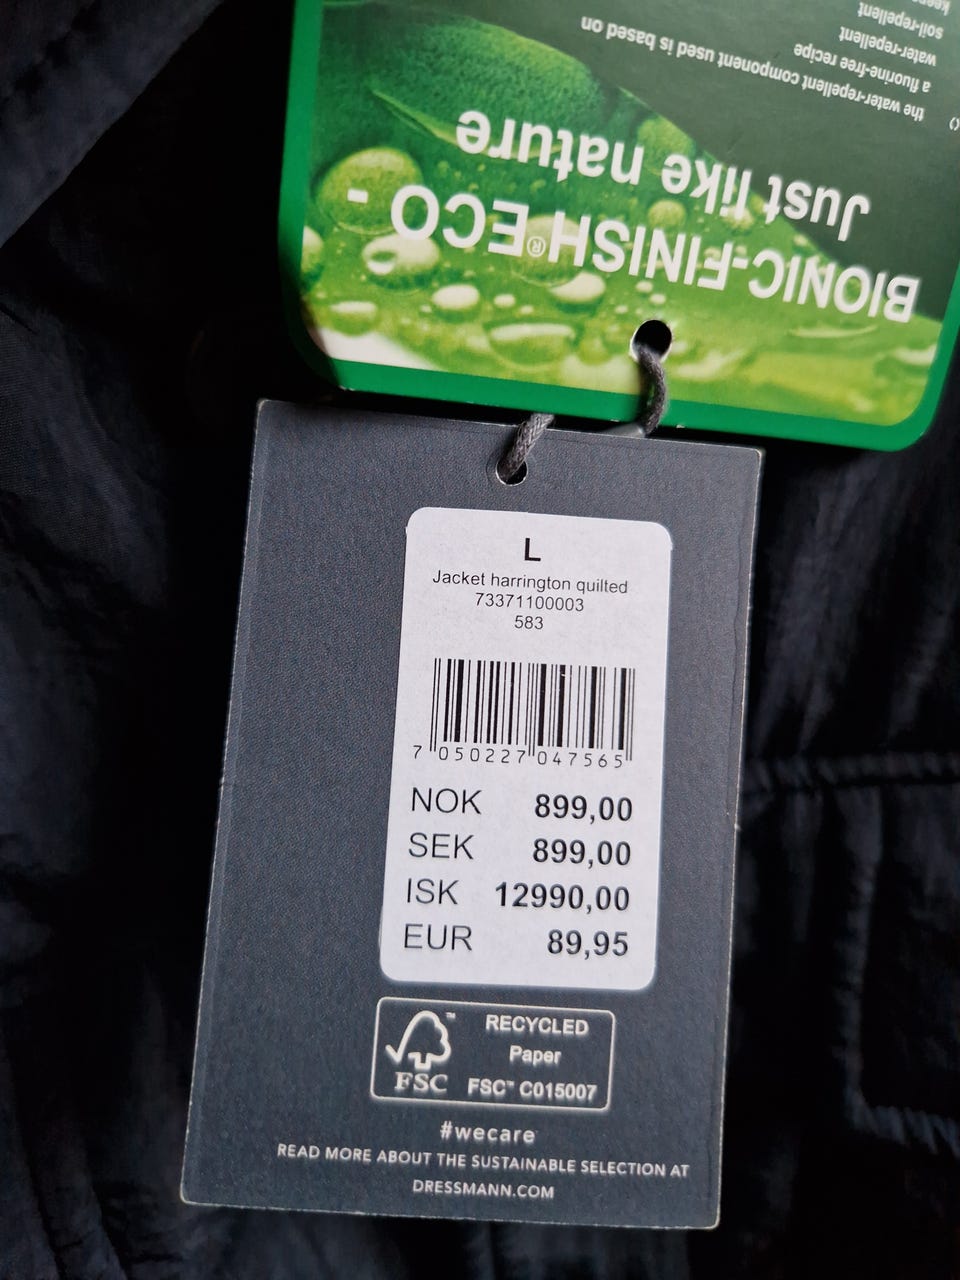 BIONIC-FINISH®ECO -
Just like nature
the water-repellent component used is based on
a fluorine-free recipe
water-repellent
soil-repellent
L
Jacket harrington quilted
73371100003
583
7 050227 047565
NOK 899,00
SEK 899,00
ISK 12990,00
EUR 89,95
FSC™
RECYCLED
Paper
FSC™ C015007
#wecare
READ MORE ABOUT THE SUSTAINABLE SELECTION AT
DRESSMANN.COM